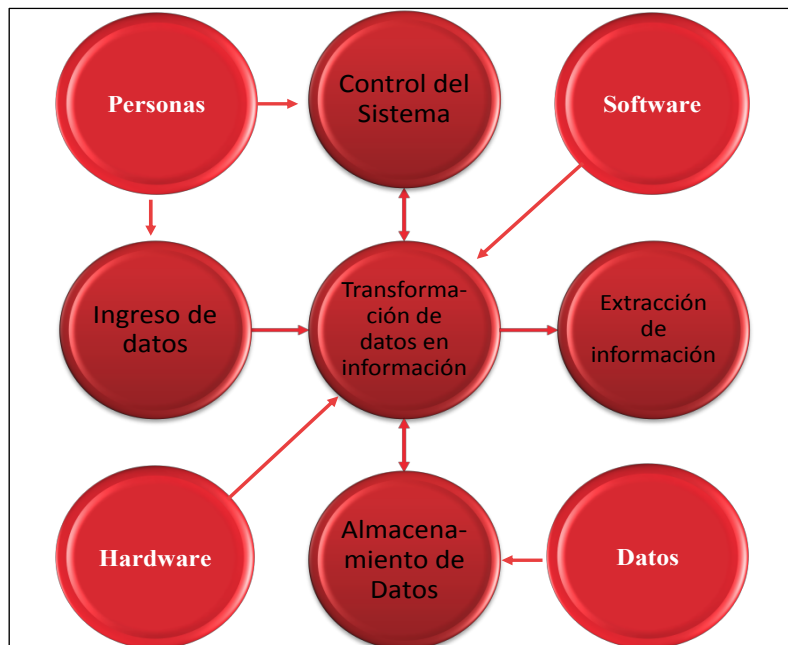 Personas
Control del
Sistema
Software
Ingreso de
datos
Transforma-
ción de
datos en
información
Extracción
de
información
Hardware
Almacena-
miento de
Datos
Datos